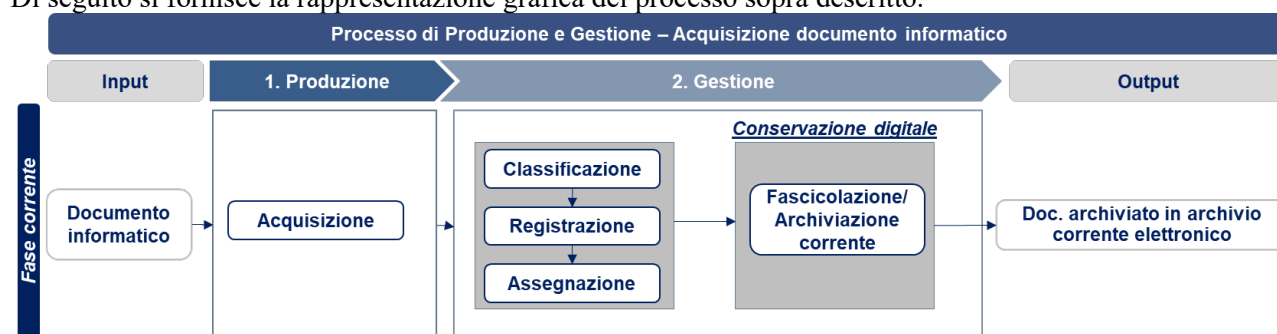 Di seguito si fornisce la rappresentazione grafica del processo sopra descritto.
Processo di Produzione e Gestione – Acquisizione documento informatico
Input
1. Produzione
2. Gestione
Output
Fase corrente
Documento
informatico
Acquisizione
Classificazione
Registrazione
Assegnazione
Conservazione digitale
Fascicolazione/
Archiviazione
corrente
Doc. archiviato in archivio
corrente elettronico